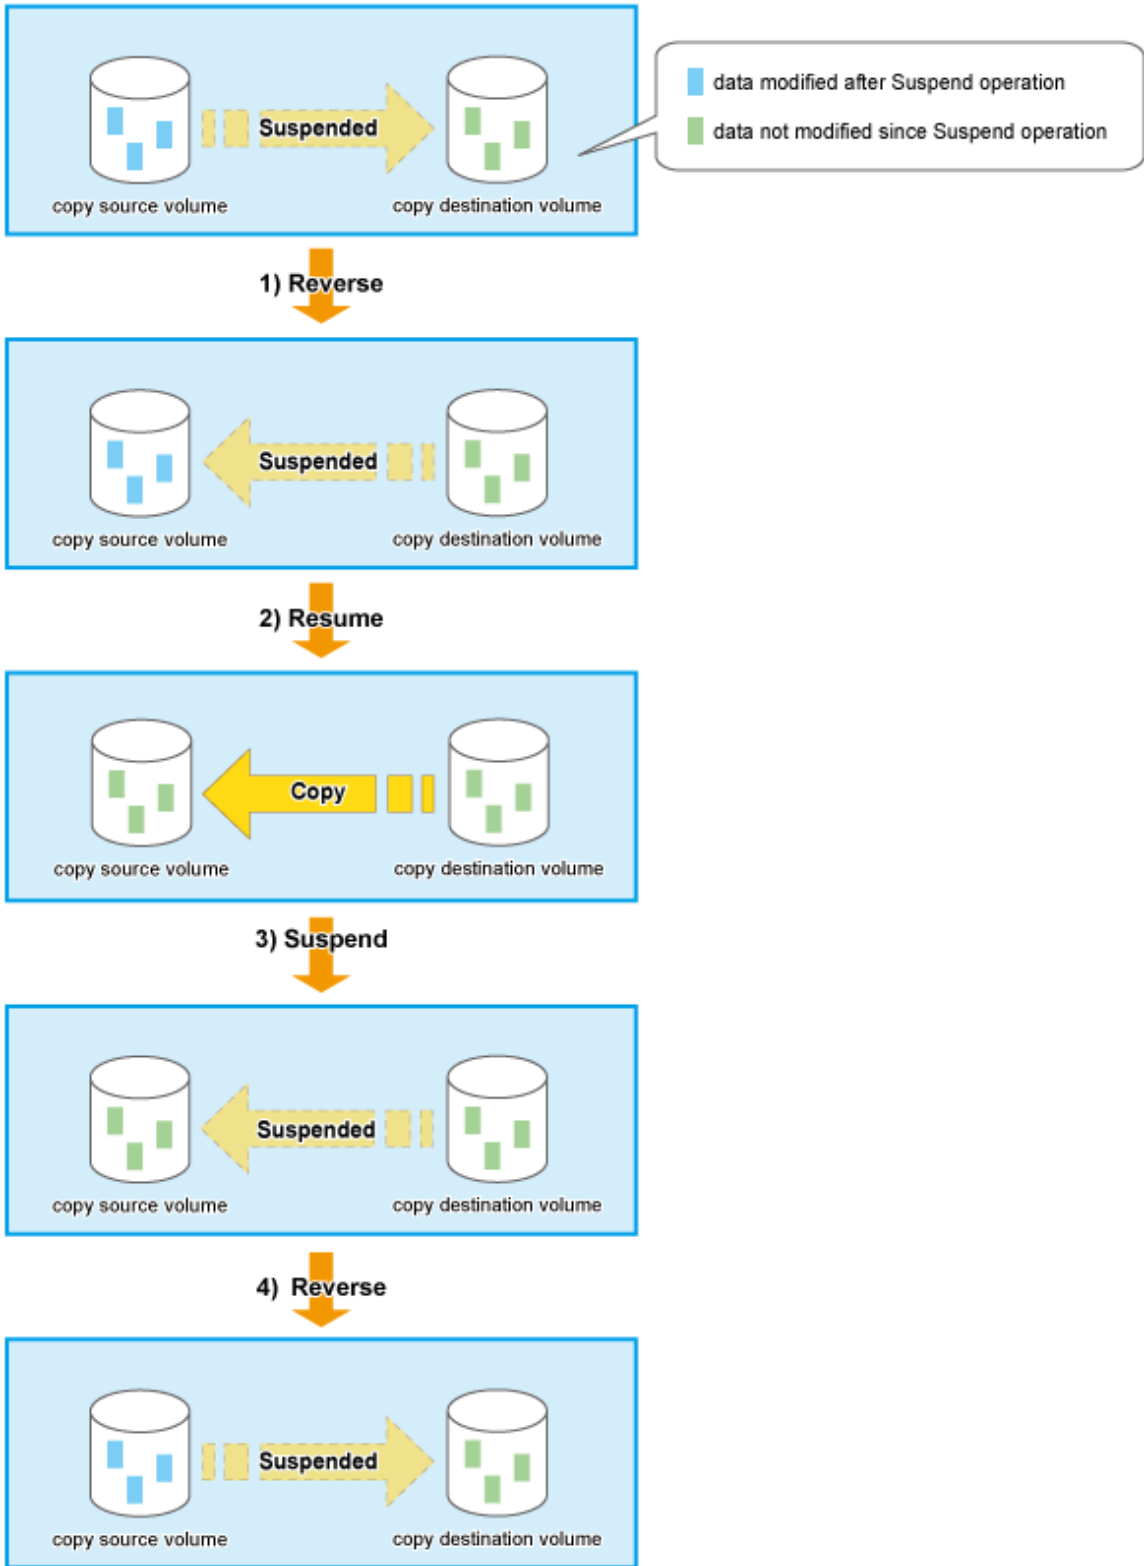 data modified after Suspend operation
data not modified since Suspend operation
Suspended
copy source volume
copy destination volume
1) Reverse
Suspended
copy source volume
copy destination volume
2) Resume
Copy
copy source volume
copy destination volume
3) Suspend
Suspended
copy source volume
copy destination volume
4) Reverse
Suspended
copy source volume
copy destination volume